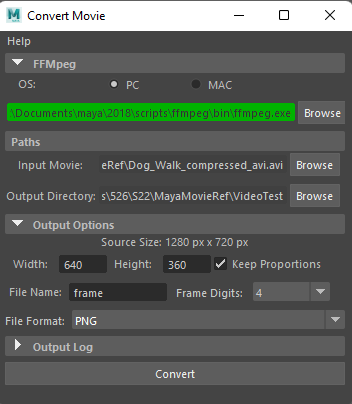 Convert Movie
Help
FFMpeg
OS: PC MAC
\Documents\maya\2018\scripts\ffmpeg\bin\ffmpeg.exe Browse
Paths
Input Movie: eRef\Dog_Walk_compressed_avi.avi Browse
Output Directory: s\526\S22\MayaMovieRef\VideoTest Browse
Output Options
Source Size: 1280 px x 720 px
Width: 640 Height: 360 Keep Proportions
File Name: frame Frame Digits: 4
File Format: PNG
Output Log
Convert